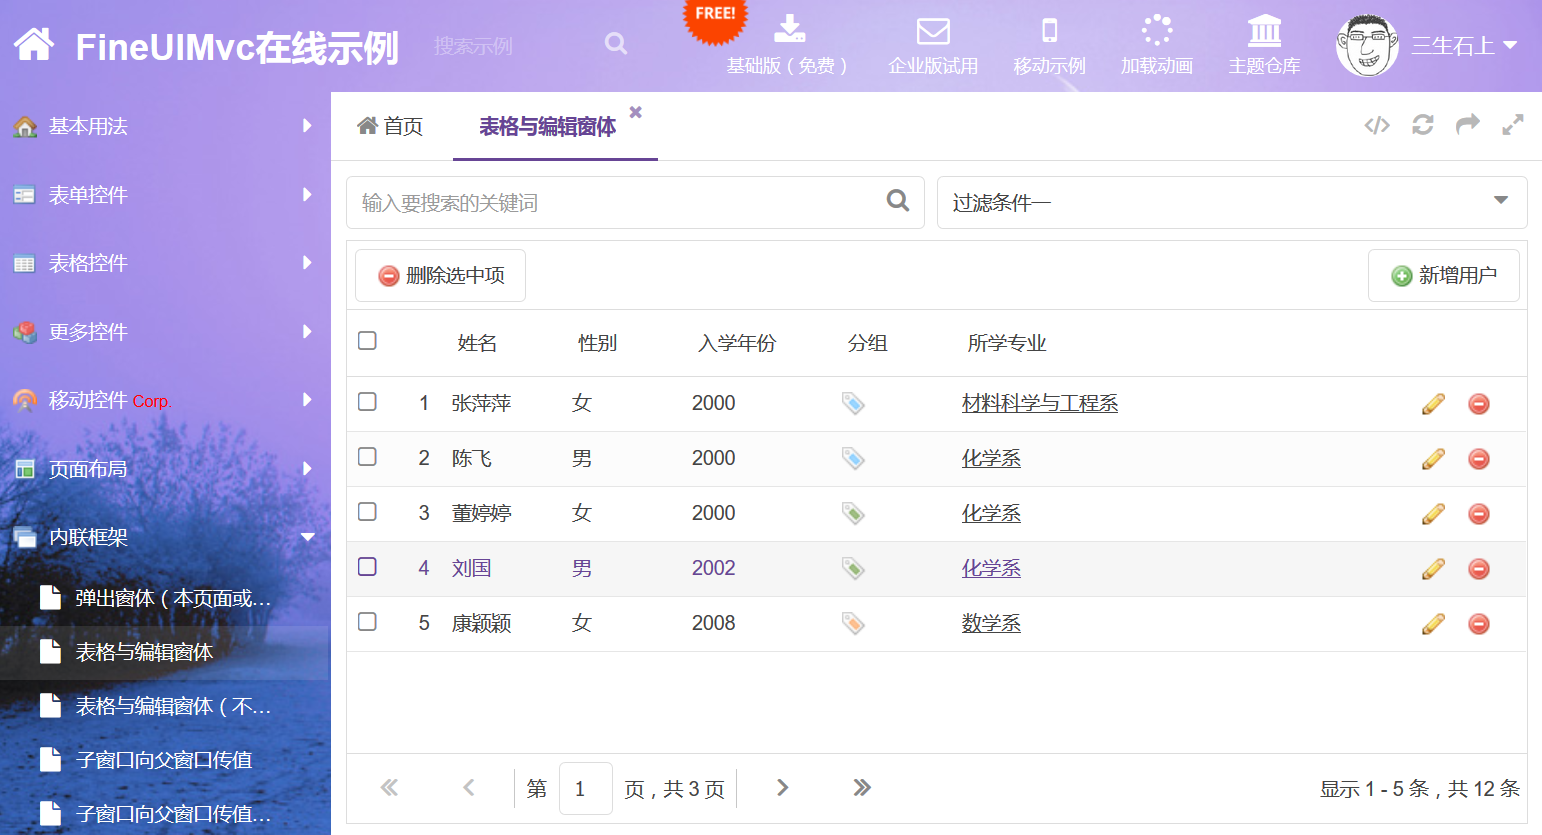 FineUIMvc在线示例
搜索示例
FREE!
基础版（免费）
企业版试用
移动示例
加载动画
主题仓库
三生石上
基本用法
表单控件
表格控件
更多控件
移动控件 Corp.
页面布局
内联框架
弹出窗体（本页面或...
表格与编辑窗体
表格与编辑窗体（不...
子窗口向父窗口传值
子窗口向父窗口传值...
首页 表格与编辑窗体
输入要搜索的关键词
过滤条件一
删除选中项
新增用户
姓名 性别 入学年份 分组 所学专业
1 张萍萍 女 2000 材料科学与工程系
2 陈飞 男 2000 化学系
3 董婷婷 女 2000 化学系
4 刘国 男 2002 化学系
5 康颖颖 女 2008 数学系
第 1 页，共 3 页
显示 1 - 5 条，共 12 条